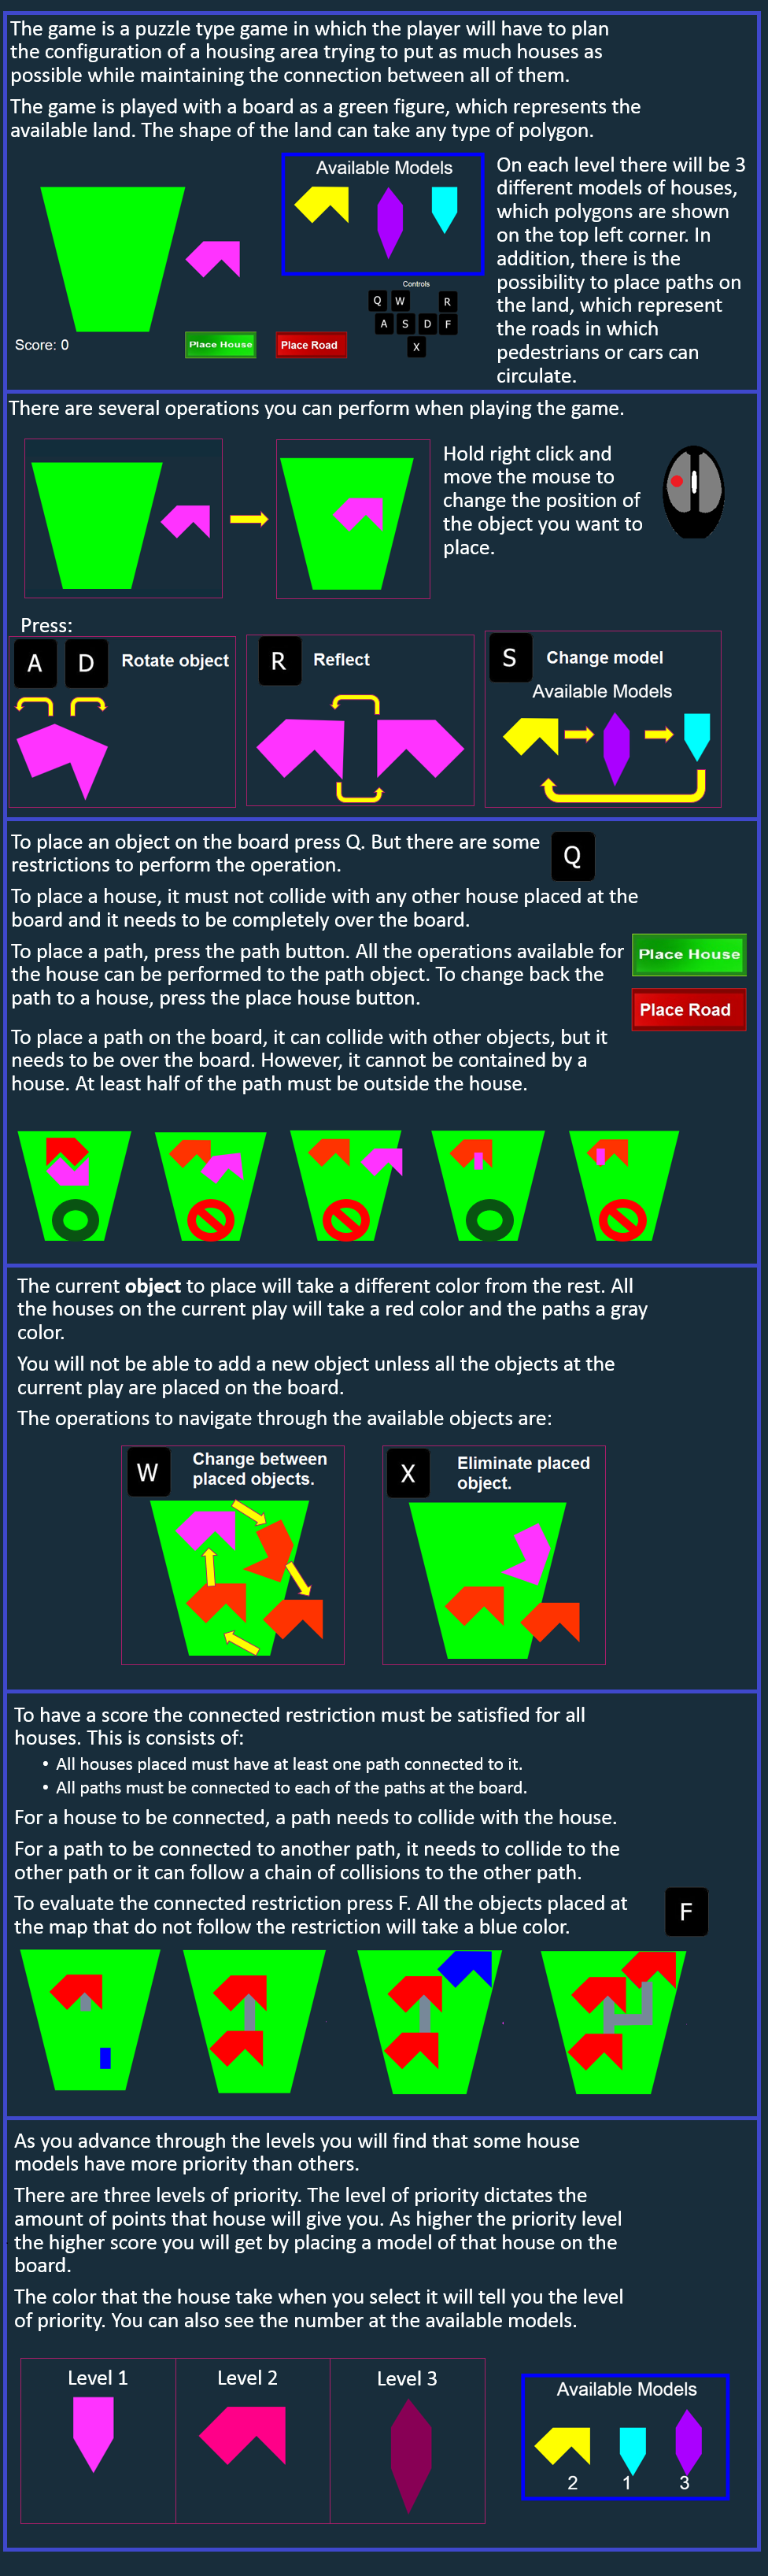 The game is a puzzle type game in which the player will have to plan
the configuration of a housing area trying to put as much houses as
possible while maintaining the connection between all of them.
The game is played with a board as a green figure, which represents the
available land. The shape of the land can take any type of polygon.
Available Models
On each level there will be 3
different models of houses,
which polygons are shown
on the top left corner. In
addition, there is the
possibility to place paths on
the land, which represent
the roads in which
pedestrians or cars can
circulate.
Controls
Q W R
A S D F
X
Score: 0
Place House
Place Road
There are several operations you can perform when playing the game.
Hold right click and
move the mouse to
change the position of
the object you want to
place.
Press:
A D Rotate object
R Reflect
S Change model
Available Models
To place an object on the board press Q. But there are some
restrictions to perform the operation.
Q
To place a house, it must not collide with any other house placed at the
board and it needs to be completely over the board.
To place a path, press the path button. All the operations available for
the house can be performed to the path object. To change back the
path to a house, press the place house button.
Place House
Place Road
To place a path on the board, it can collide with other objects, but it
needs to be over the board. However, it cannot be contained by a
house. At least half of the path must be outside the house.
The current object to place will take a different color from the rest. All
the houses on the current play will take a red color and the paths a gray
color.
You will not be able to add a new object unless all the objects at the
current play are placed on the board.
The operations to navigate through the available objects are:
W
Change between
placed objects.
X
Eliminate placed
object.
To have a score the connected restriction must be satisfied for all
houses. This is consists of:
• All houses placed must have at least one path connected to it.
• All paths must be connected to each of the paths at the board.
For a house to be connected, a path needs to collide with the house.
For a path to be connected to another path, it needs to collide to the
other path or it can follow a chain of collisions to the other path.
To evaluate the connected restriction press F. All the objects placed at
the map that do not follow the restriction will take a blue color.
F
As you advance through the levels you will find that some house
models have more priority than others.
There are three levels of priority. The level of priority dictates the
amount of points that house will give you. As higher the priority level
the higher score you will get by placing a model of that house on the
board.
The color that the house take when you select it will tell you the level
of priority. You can also see the number at the available models.
Level 1
Level 2
Level 3
Available Models
2 1 3